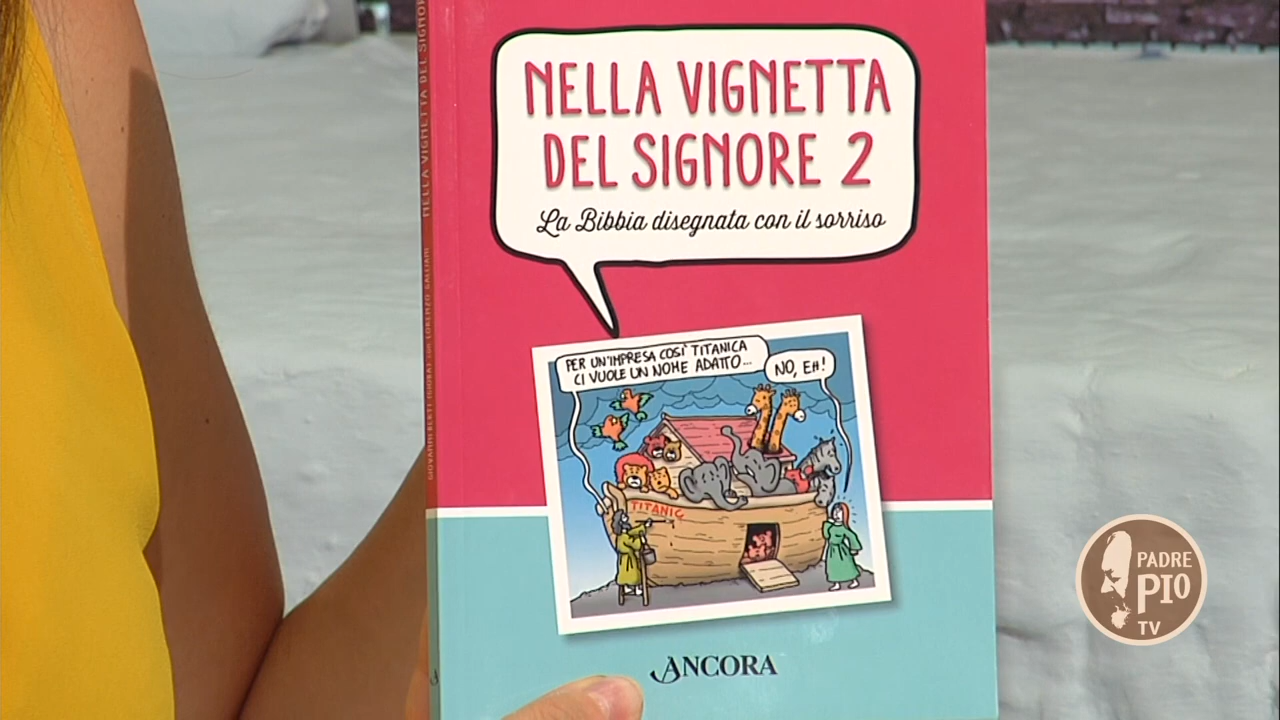 NELLA VIGNETTA
DEL SIGNORE 2
La Bibbia disegnata con il sorriso
PER UN'IMPRESA COSÌ TITANICA
CI VUOLE UN NOME ADATTO...
NO, EH!
TITANIC
ANCORA
NELLA VIGNETTA DEL SIGNORE
PADRE
PIO
TV